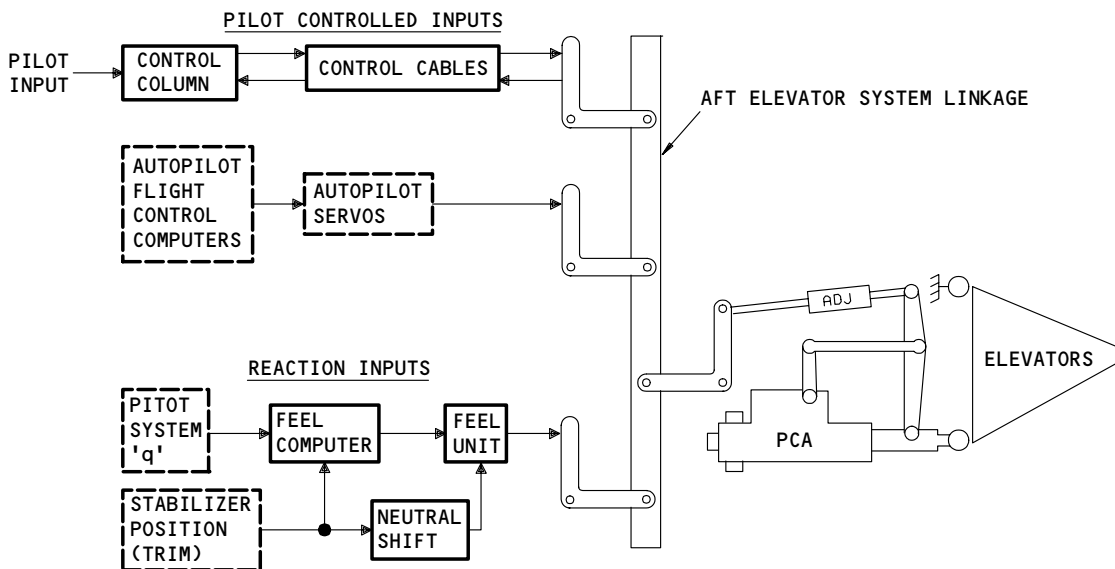 PILOT CONTROLLED INPUTS
PILOT
INPUT
CONTROL
COLUMN
CONTROL CABLES
AFT ELEVATOR SYSTEM LINKAGE
AUTOPILOT
FLIGHT
CONTROL
COMPUTERS
AUTOPILOT
SERVOS
ADJ
ELEVATORS
REACTION INPUTS
PITOT
SYSTEM
'q'
FEEL
COMPUTER
FEEL
UNIT
PCA
STABILIZER
POSITION
(TRIM)
NEUTRAL
SHIFT